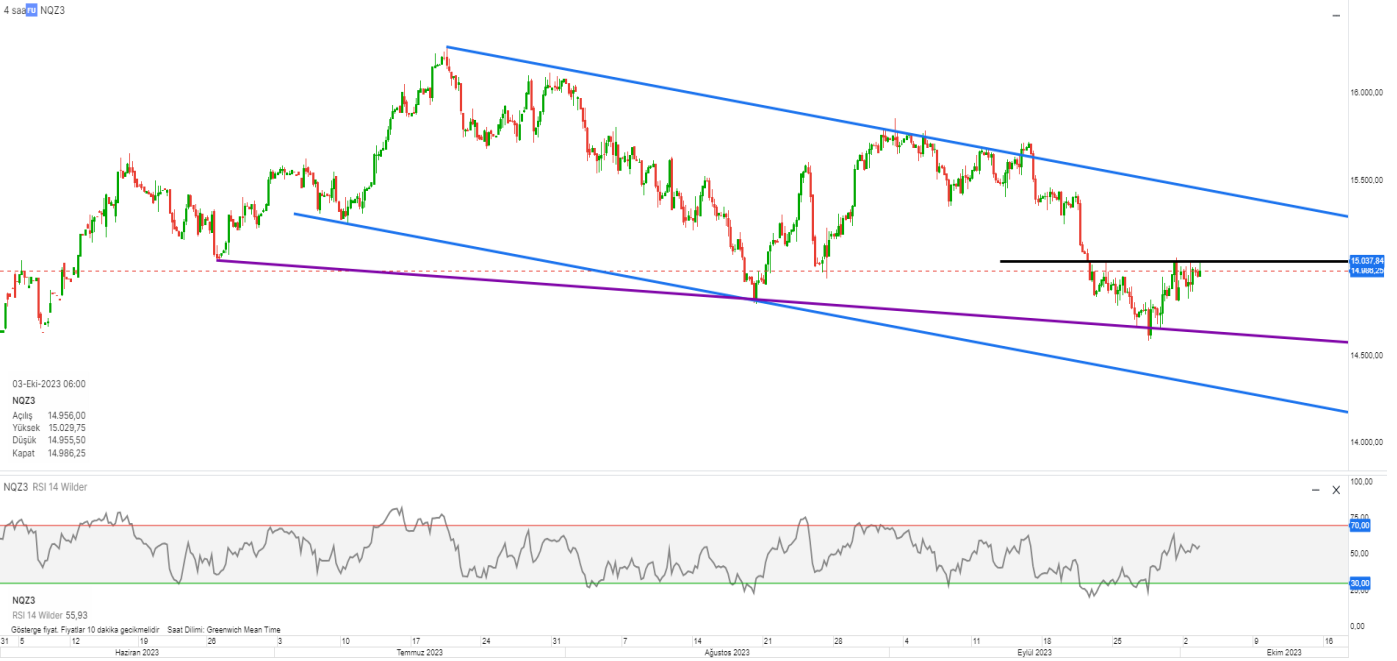 4 saaru NQZ3
16.000,00
15.500,00
15.037,84
14.986,25
14.500,00
14.000,00
03-Eki-2023 06:00
NQZ3
Açılış 14.956,00
Yüksek 15.029,75
Düşük 14.955,50
Kapat 14.986,25
NQZ3 RSI 14 Wilder
100,00
75,00
70,00
50,00
30,00
25,00
0,00
NQZ3
RSI 14 Wilder 55,93
Gösterge fiyat. Fiyatlar 10 dakika gecikmelidir Saat Dilimi: Greenwich Mean Time
31 5 12 19 26 3 10 17 24 31 7 14 21 28 4 11 18 25 2 9 16
Haziran 2023 Temmuz 2023 Ağustos 2023 Eylül 2023 Ekim 2023